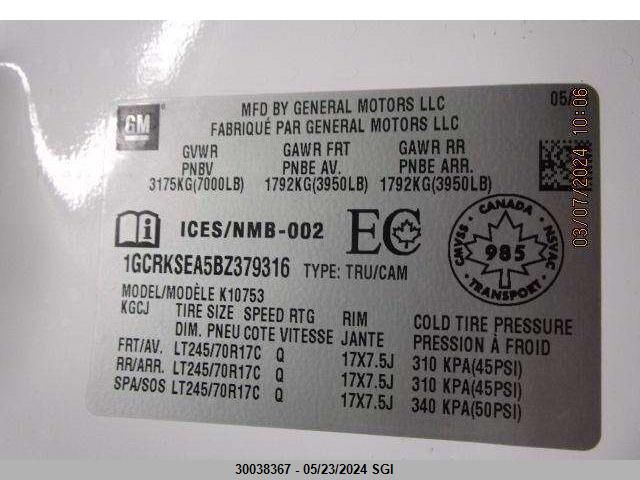 GM
MFD BY GENERAL MOTORS LLC
FABRIQUÉ PAR GENERAL MOTORS LLC
05/
GVWR GAWR FRT GAWR RR
PNBV PNBE AV. PNBE ARR.
3175KG(7000LB) 1792KG(3950LB) 1792KG(3950LB)
i ICES/NMB-002 EC
CANADA
CMVSS 985 NSVAC
TRANSPORT
1GCRKSEA5BZ379316 TYPE: TRU/CAM
MODEL/MODÈLE K10753
KGCJ TIRE SIZE SPEED RTG RIM COLD TIRE PRESSURE
DIM. PNEU COTE VITESSE JANTE PRESSION À FROID
FRT/AV. LT245/70R17C Q 17X7.5J 310 KPA(45PSI)
RR/ARR. LT245/70R17C Q 17X7.5J 310 KPA(45PSI)
SPA/SOS LT245/70R17C Q 17X7.5J 340 KPA(50PSI)
03/07/2024 10:06
30038367 - 05/23/2024 SGI